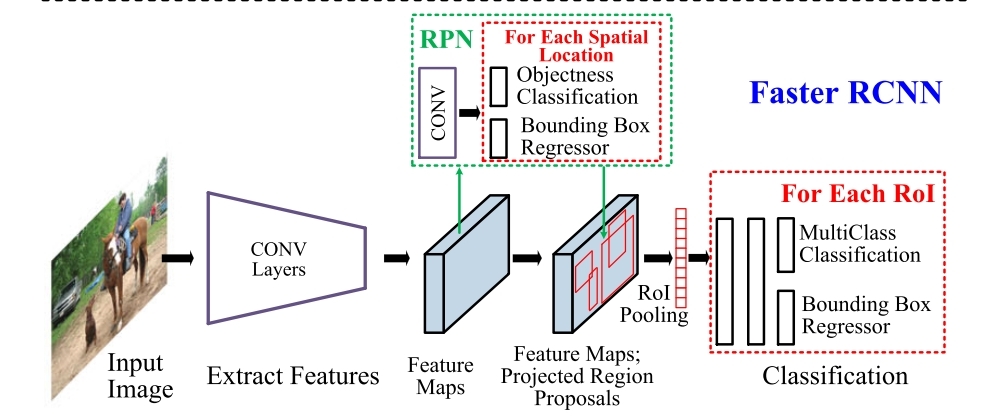 RPN
For Each Spatial
Location
CONV
Objectness
Classification
Bounding Box
Regressor
Faster RCNN
CONV
Layers
For Each RoI
MultiClass
Classification
Bounding Box
Regressor
RoI
Pooling
Input
Image
Extract Features
Feature
Maps
Feature Maps;
Projected Region
Proposals
Classification